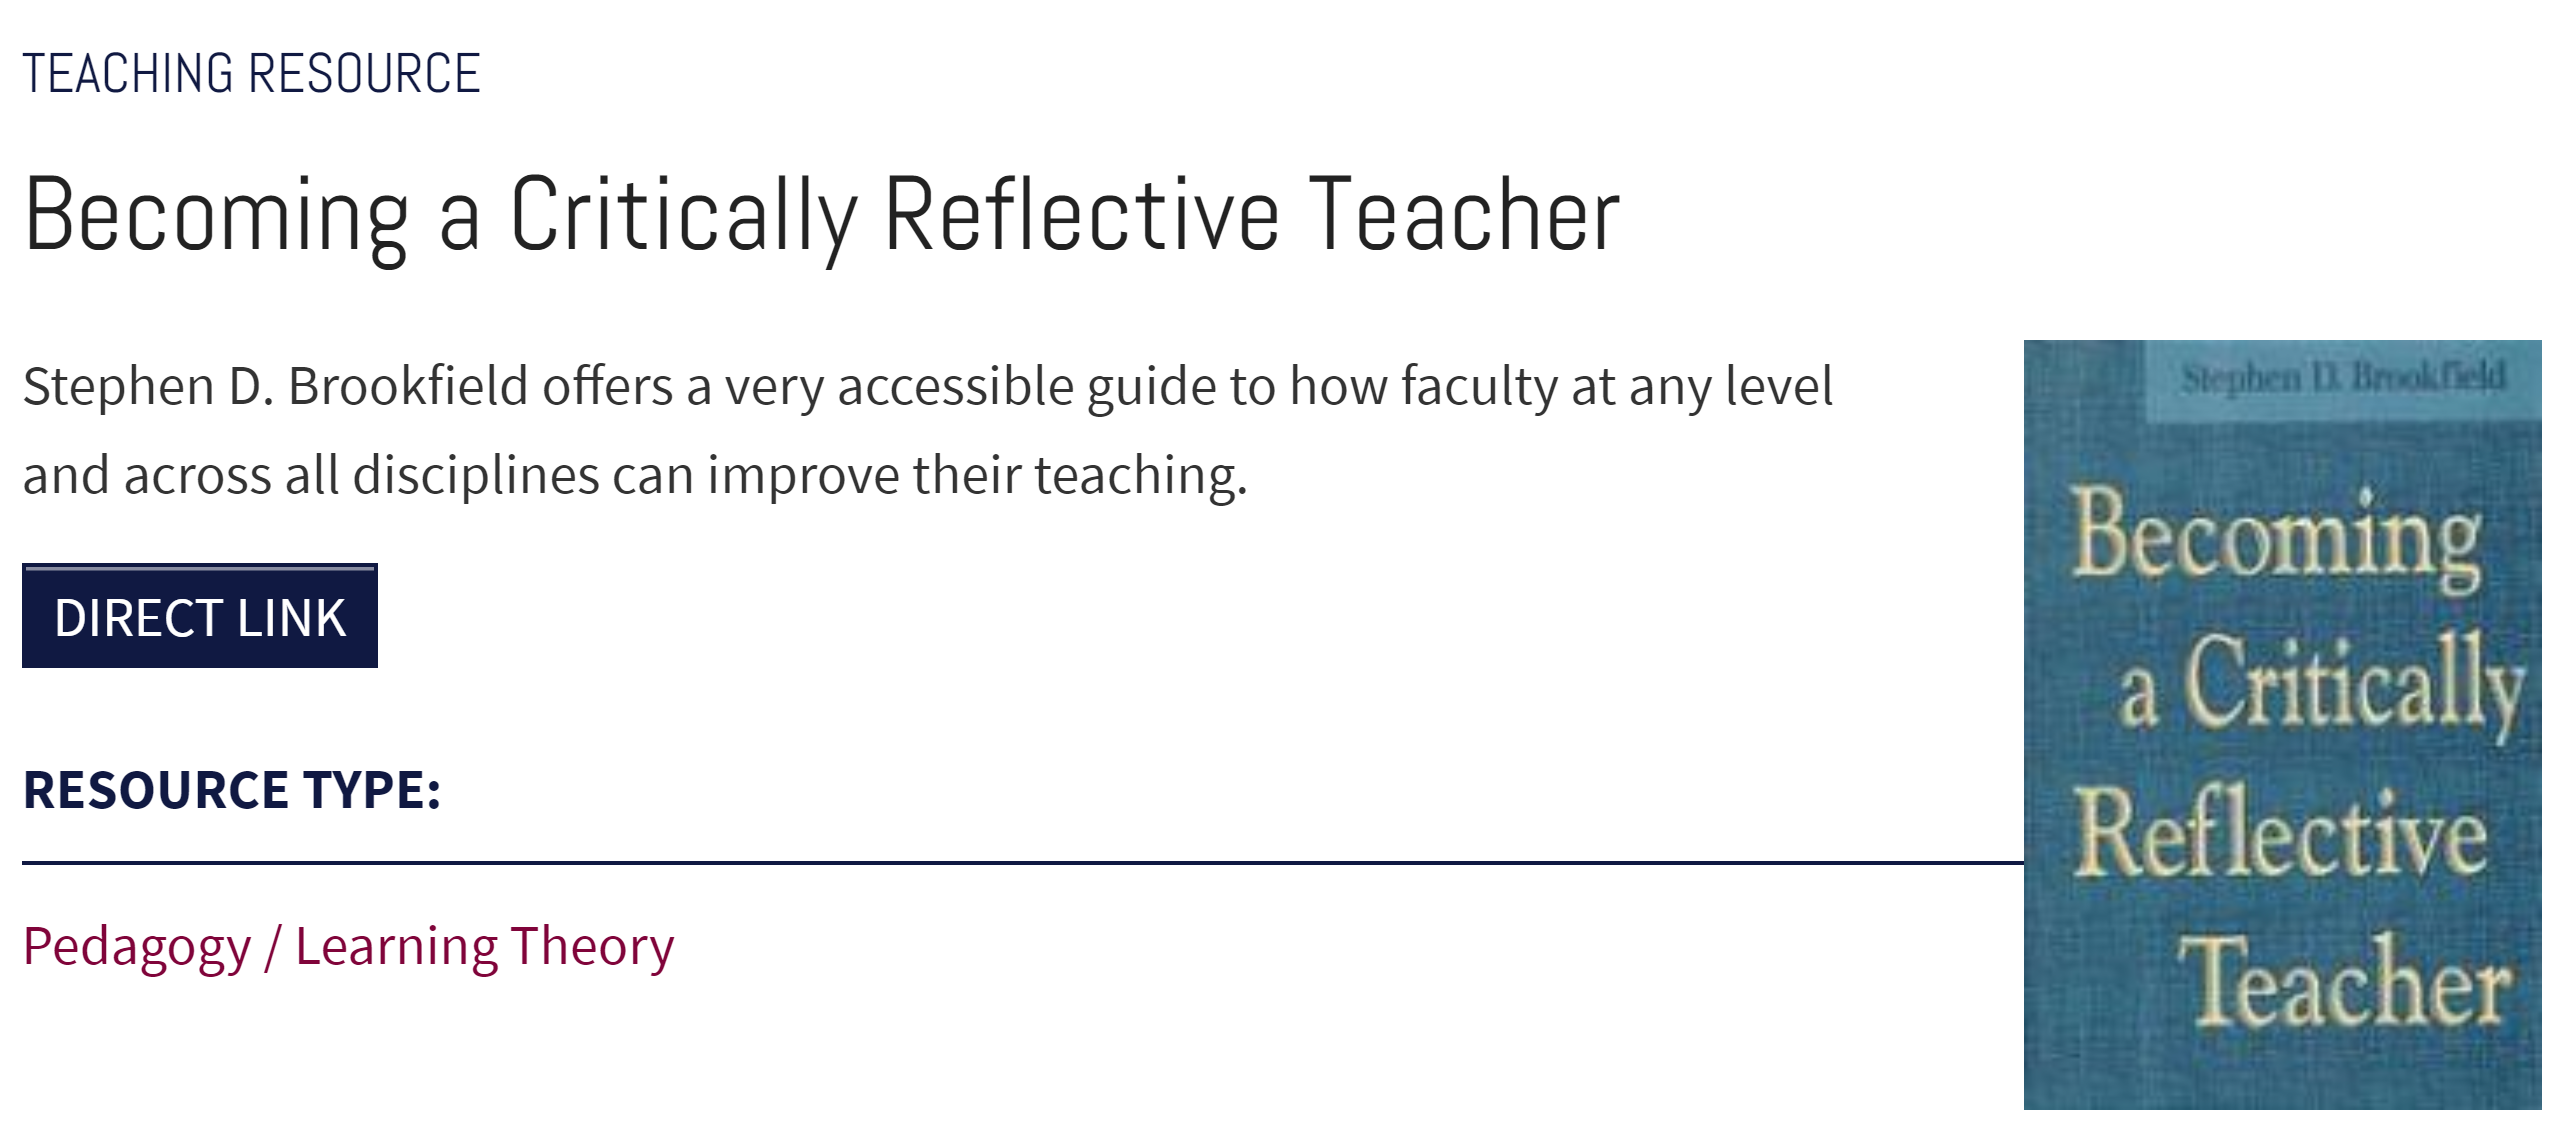 TEACHING RESOURCE
Becoming a Critically Reflective Teacher
Stephen D. Brookfield offers a very accessible guide to how faculty at any level
and across all disciplines can improve their teaching.
DIRECT LINK
RESOURCE TYPE:
Pedagogy / Learning Theory
Stephen D. Brookfield
Becoming
a Critically
Reflective
Teacher